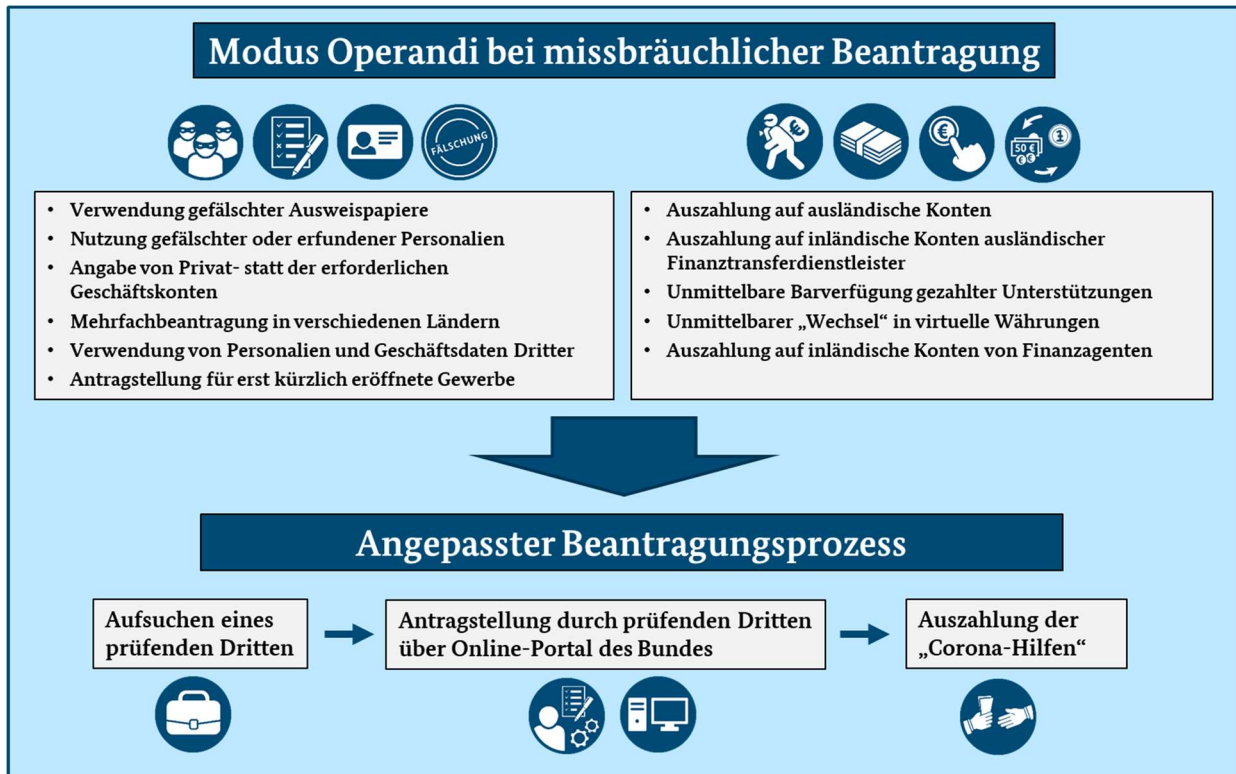 Modus Operandi bei missbräuchlicher Beantragung
FÄLSCHUNG
€
€
50 €
€ €
1
• Verwendung gefälschter Ausweispapiere
• Nutzung gefälschter oder erfundener Personalien
• Angabe von Privat- statt der erforderlichen
Geschäftskonten
• Mehrfachbeantragung in verschiedenen Ländern
• Verwendung von Personalien und Geschäftsdaten Dritter
• Antragstellung für erst kürzlich eröffnete Gewerbe
• Auszahlung auf ausländische Konten
• Auszahlung auf inländische Konten ausländischer
Finanztransferdienstleister
• Unmittelbare Barverfügung gezahlter Unterstützungen
• Unmittelbarer „Wechsel“ in virtuelle Währungen
• Auszahlung auf inländische Konten von Finanzagenten
Angepasster Beantragungsprozess
Aufsuchen eines
prüfenden Dritten
Antragstellung durch prüfenden Dritten
über Online-Portal des Bundes
Auszahlung der
„Corona-Hilfen“